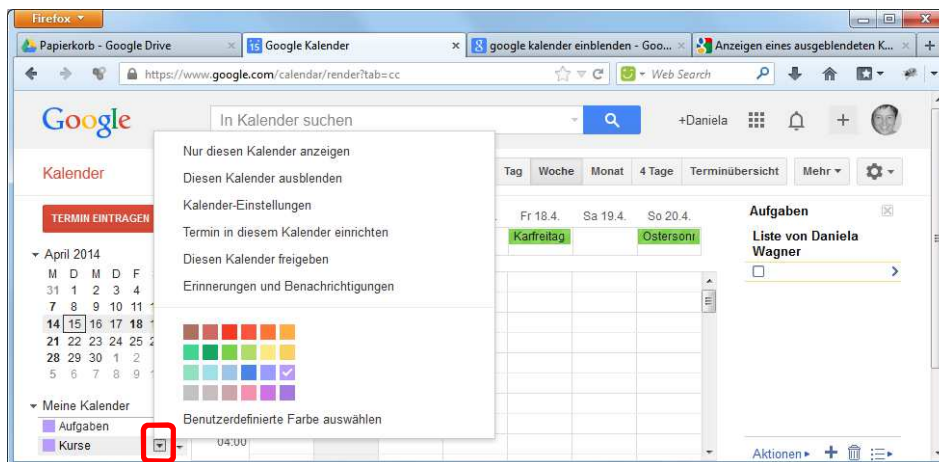 Firefox
Papierkorb - Google Drive
Google Kalender
google kalender einblenden - Goo...
Anzeigen eines ausgeblendeten K...
https://www.google.com/calendar/render?tab=cc
Web Search
Google
In Kalender suchen
+Daniela
Kalender
Tag Woche Monat 4 Tage Terminübersicht Mehr
TERMIN EINTRAGEN
Nur diesen Kalender anzeigen
Diesen Kalender ausblenden
Kalender-Einstellungen
Termin in diesem Kalender einrichten
Diesen Kalender freigeben
Erinnerungen und Benachrichtigungen
Benutzerdefinierte Farbe auswählen
Fr 18.4. Sa 19.4. So 20.4.
Karfreitag Ostersonn
April 2014
M D M D F
31 1 2 3 4
7 8 9 10 11
14 15 16 17 18
21 22 23 24 25
28 29 30 1 2
5 6 7 8 9
Meine Kalender
Aufgaben
Kurse
04:00
Aufgaben
Liste von Daniela
Wagner
Aktionen